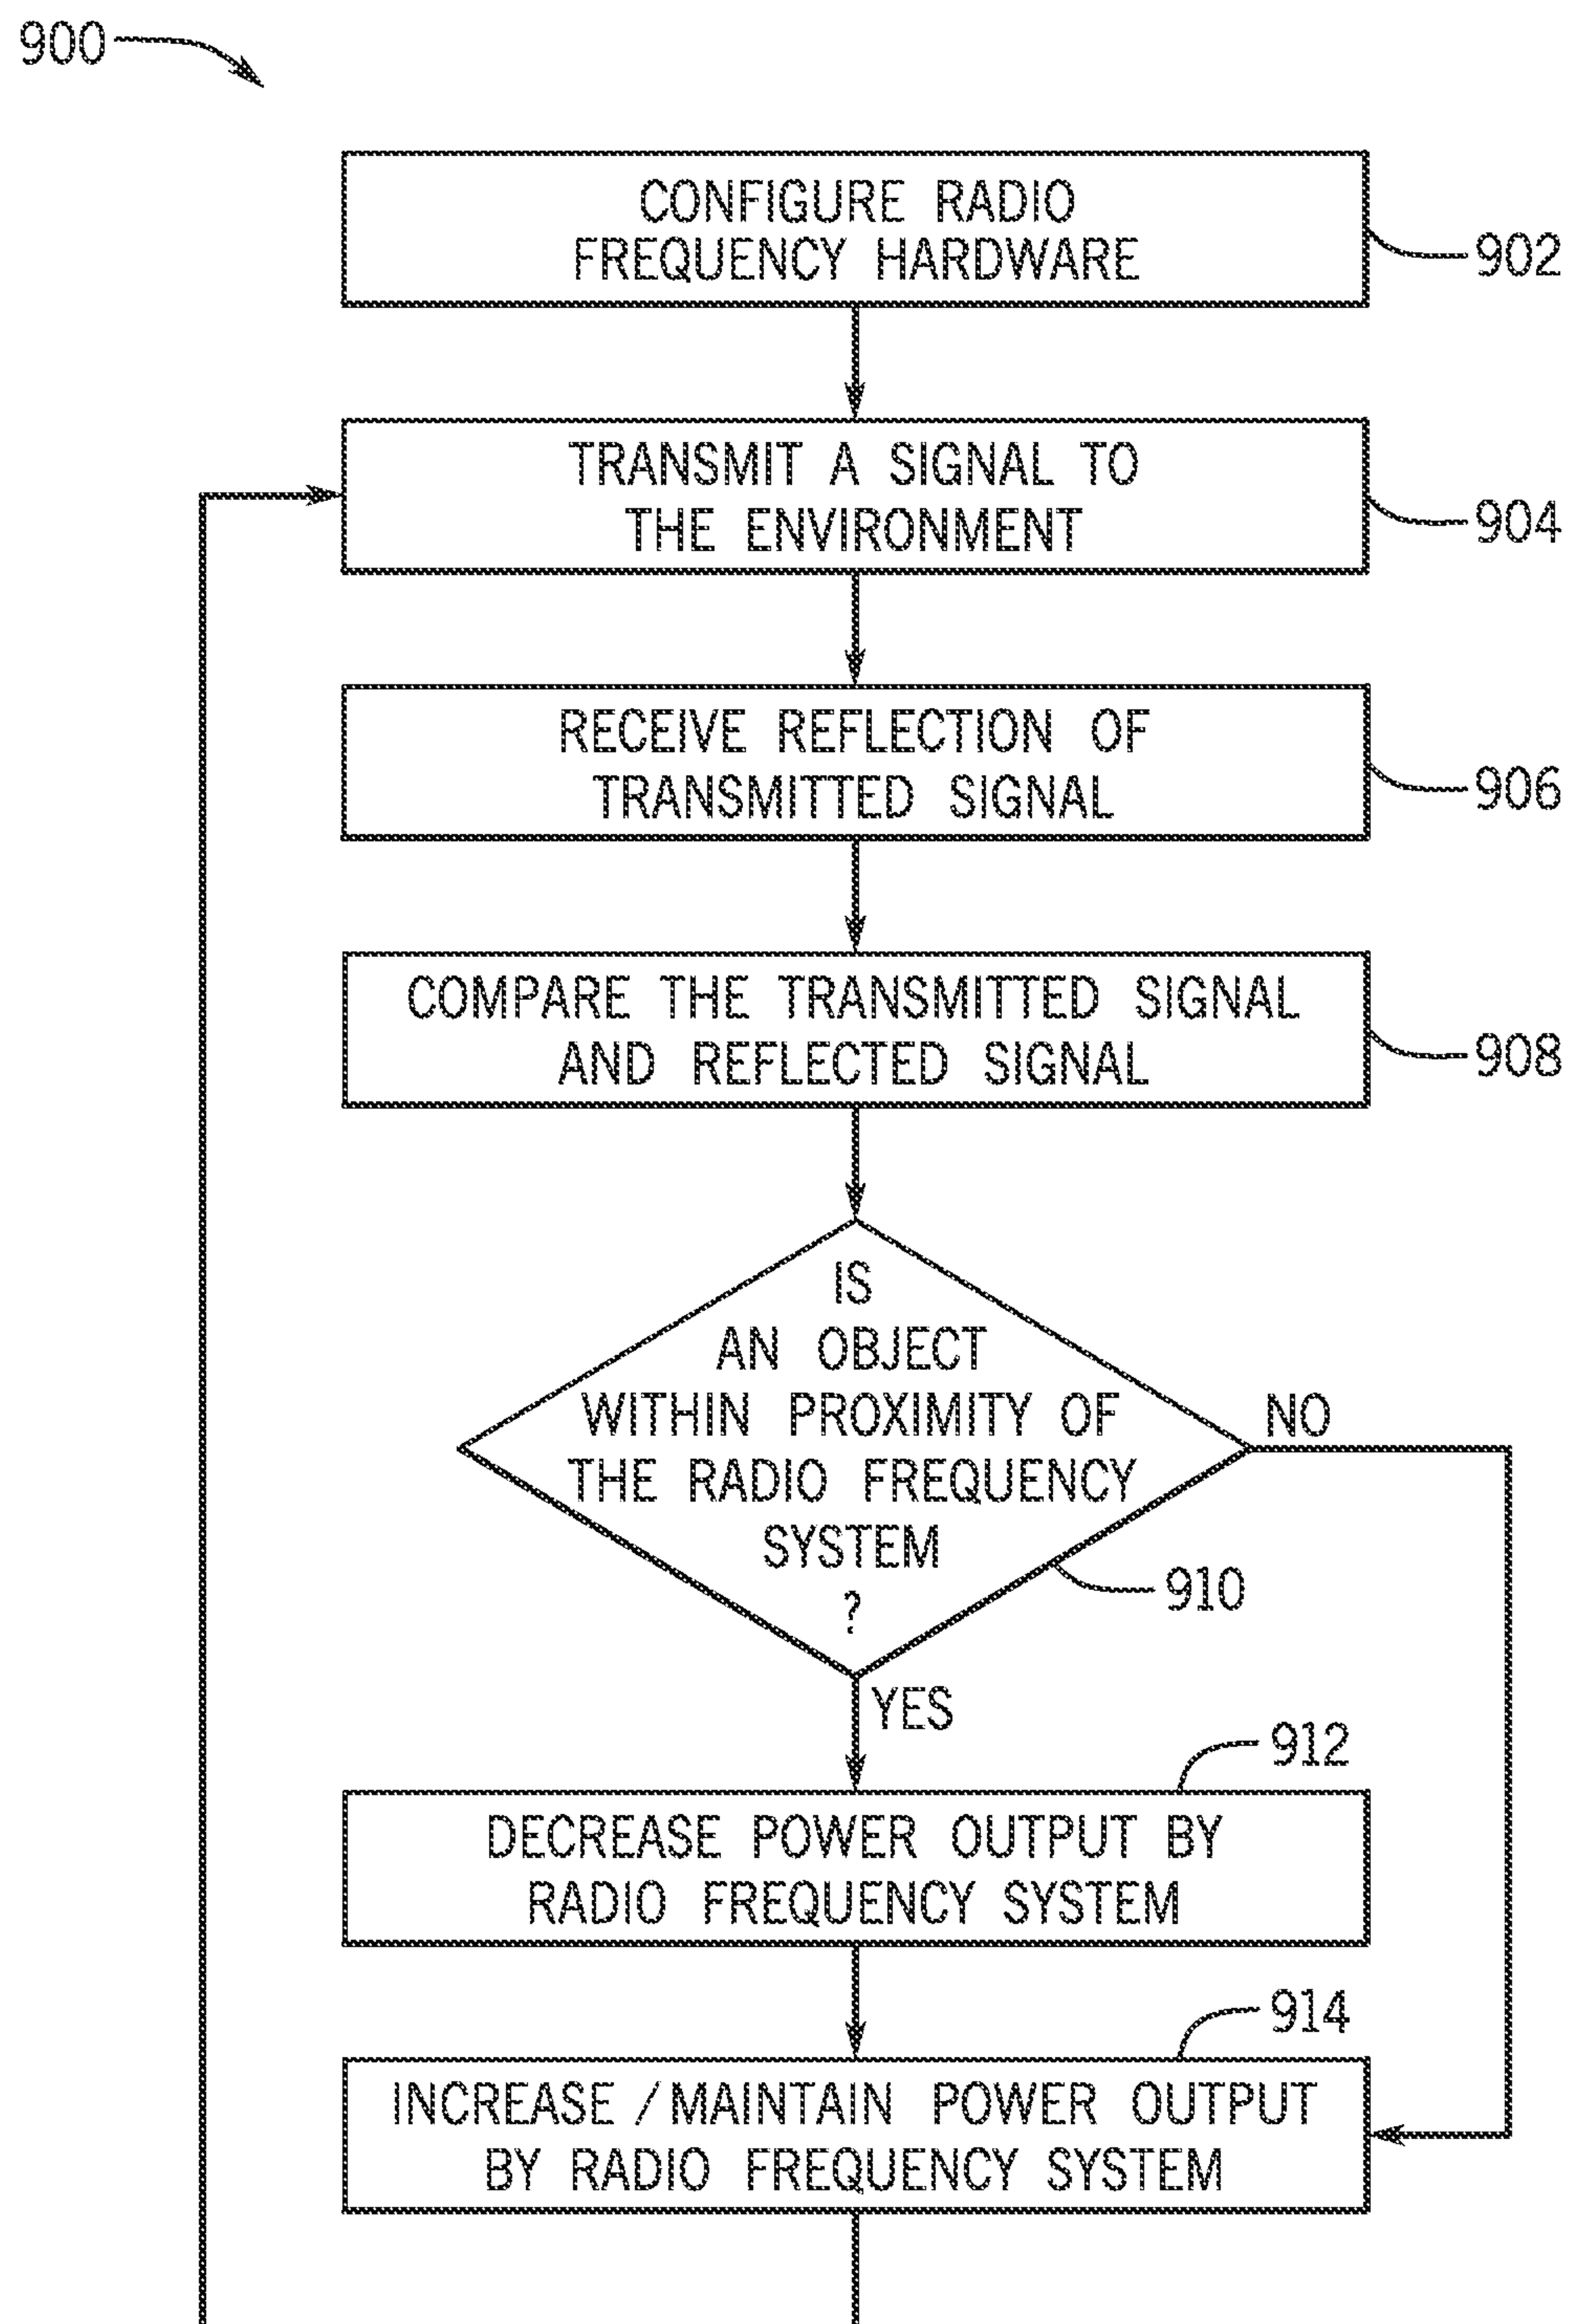 900
CONFIGURE RADIO
FREQUENCY HARDWARE
902
TRANSMIT A SIGNAL TO
THE ENVIRONMENT
904
RECEIVE REFLECTION OF
TRANSMITTED SIGNAL
906
COMPARE THE TRANSMITTED SIGNAL
AND REFLECTED SIGNAL
908
IS
AN OBJECT
WITHIN PROXIMITY OF
THE RADIO FREQUENCY
SYSTEM
?
NO
910
YES
912
DECREASE POWER OUTPUT BY
RADIO FREQUENCY SYSTEM
914
INCREASE / MAINTAIN POWER OUTPUT
BY RADIO FREQUENCY SYSTEM